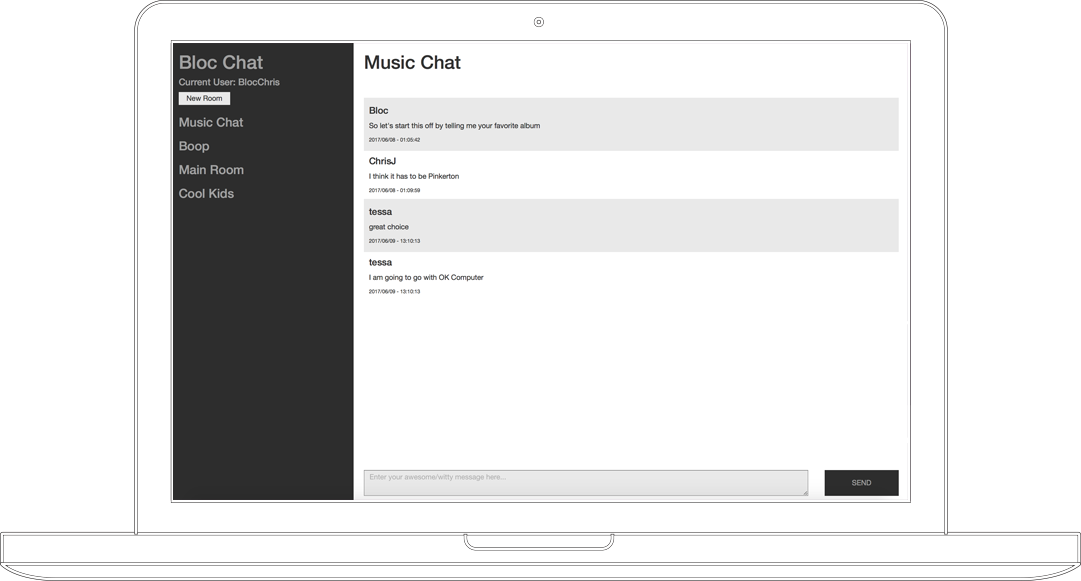 Bloc Chat
Current User: BlocChris
New Room
Music Chat
Boop
Main Room
Cool Kids
Music Chat
Bloc
So let's start this off by telling me your favorite album
2017/06/08 - 01:05:42
ChrisJ
I think it has to be Pinkerton
2017/06/08 - 01:09:59
tessa
great choice
2017/06/09 - 13:10:13
tessa
I am going to go with OK Computer
2017/06/09 - 13:10:13
Enter your awesome/witty message here...
SEND